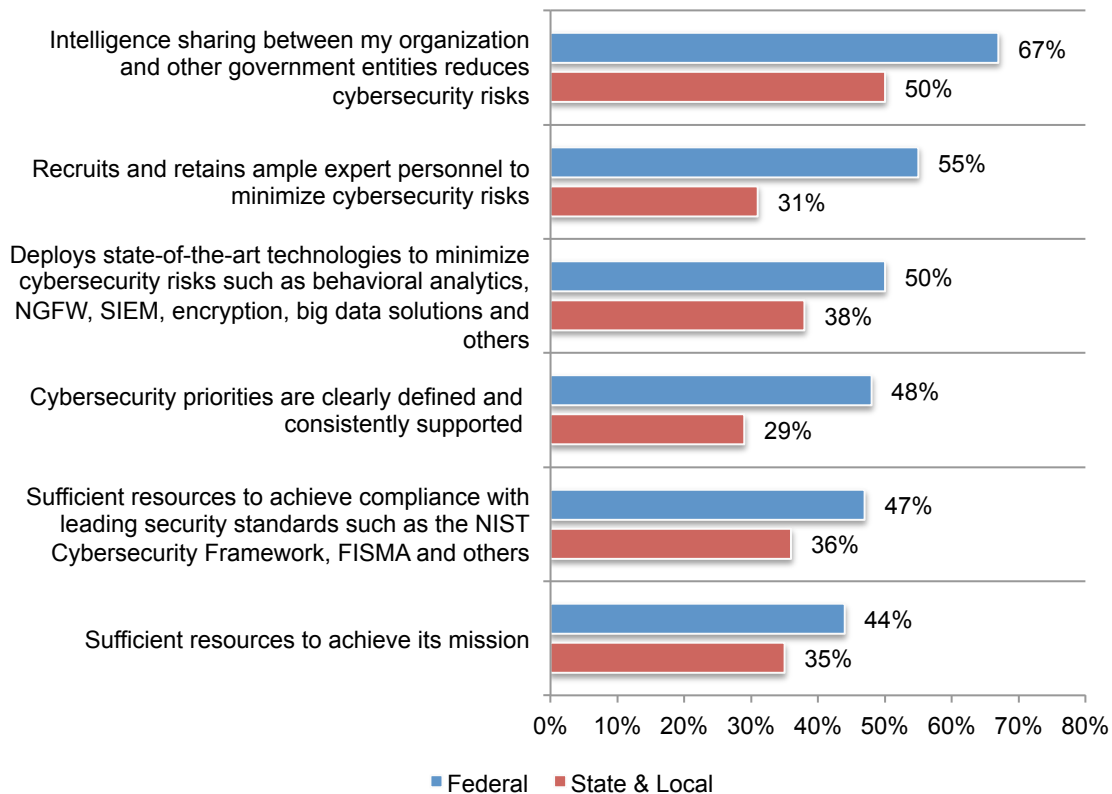 Intelligence sharing between my organization
and other government entities reduces
cybersecurity risks
67%
50%
Recruits and retains ample expert personnel to
minimize cybersecurity risks
55%
31%
Deploys state-of-the-art technologies to minimize
cybersecurity risks such as behavioral analytics,
NGFW, SIEM, encryption, big data solutions and
others
50%
38%
Cybersecurity priorities are clearly defined and
consistently supported
48%
29%
Sufficient resources to achieve compliance with
leading security standards such as the NIST
Cybersecurity Framework, FISMA and others
47%
36%
Sufficient resources to achieve its mission
44%
35%
0% 10% 20% 30% 40% 50% 60% 70% 80%
Federal State & Local